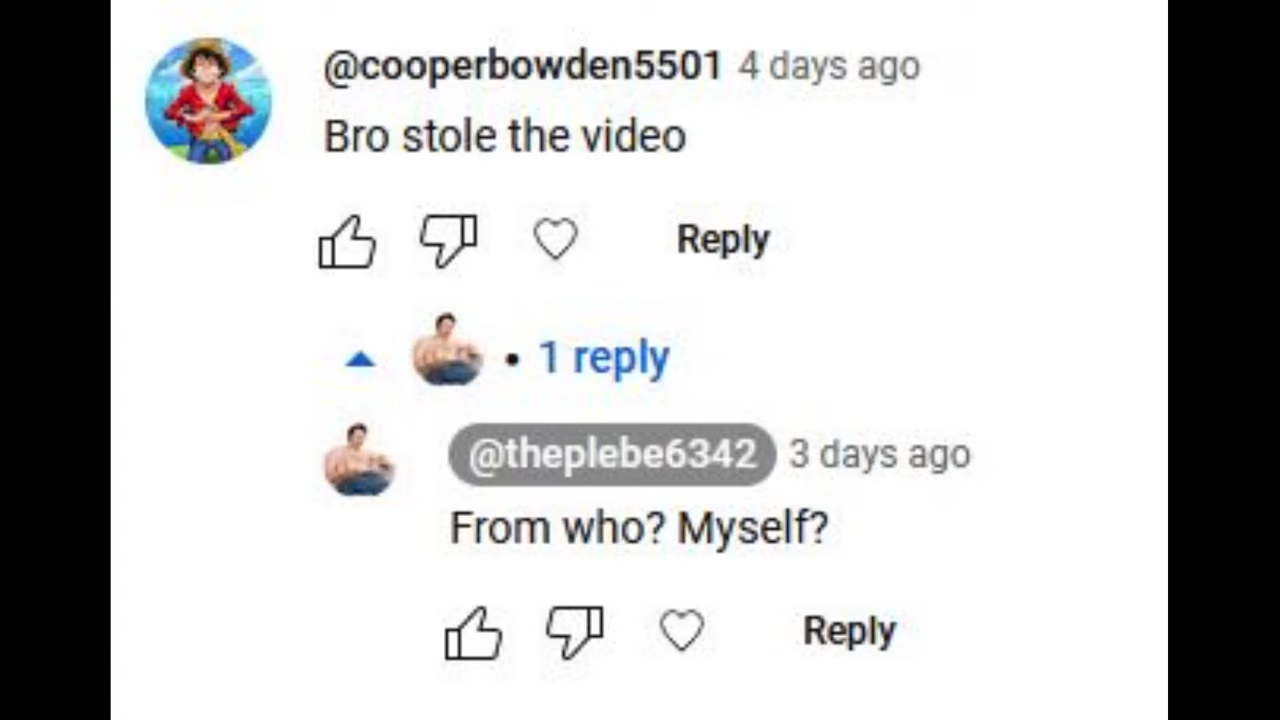 @cooperbowden5501 4 days ago
Bro stole the video
Reply
• 1 reply
@theplebe6342 3 days ago
From who? Myself?
Reply